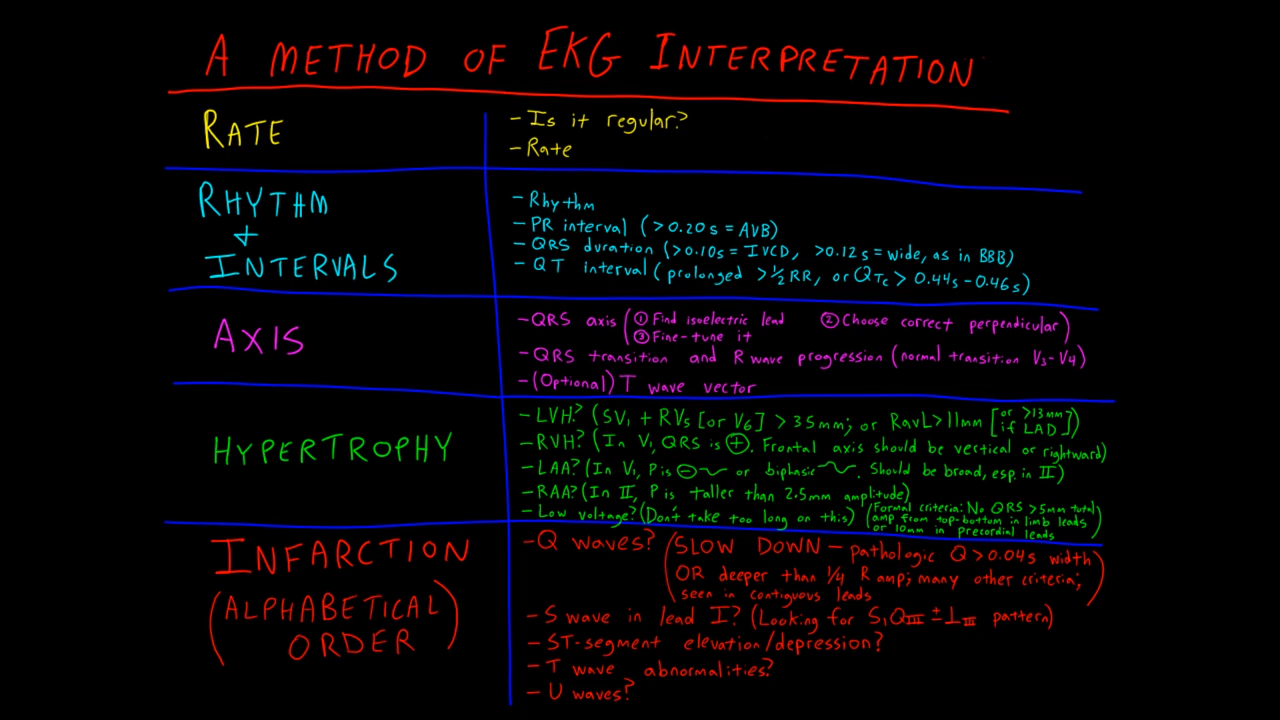 A METHOD OF EKG INTERPRETATION
RATE
- Is it regular?
- Rate
RHYTHM
+
INTERVALS
- Rhythm
- PR interval (>0.20s = AVB)
- QRS duration (>0.10s = IVCD, >0.12s = wide, as in BBB)
- QT interval (prolonged >½RR, or QTc > 0.44s-0.46s)
AXIS
- QRS axis (① Find isoelectric lead ② Choose correct perpendicular)
③ Fine-tune it
- QRS transition and R wave progression (normal transition V3-V4)
- (Optional) T wave vector
HYPERTROPHY
- LVH? (SV1 + RV5 [or V6] > 35mm; or RavL>11mm [or >13mm if LAD])
- RVH? (In V1 QRS is ⊕. Frontal axis should be vertical or rightward)
- LAA? (In V1, P is ⊖ or biphasic. Should be broad, esp. in II)
- RAA? (In II, P is taller than 2.5mm amplitude)
- Low voltage? (Don't take too long on this) (Formal criteria: No QRS >5mm total
amp from top-bottom in limb leads
or 10mm in precordial leads)
INFARCTION
(ALPHABETICAL
ORDER)
- Q waves? (SLOW DOWN - pathologic Q > 0.04s width
OR deeper than ¼ R amp; many other criteria;
seen in contiguous leads)
- S wave in lead I? (Looking for SIQIII ± ⊥III pattern)
- ST-segment elevation/depression?
- T wave abnormalities?
- U waves?